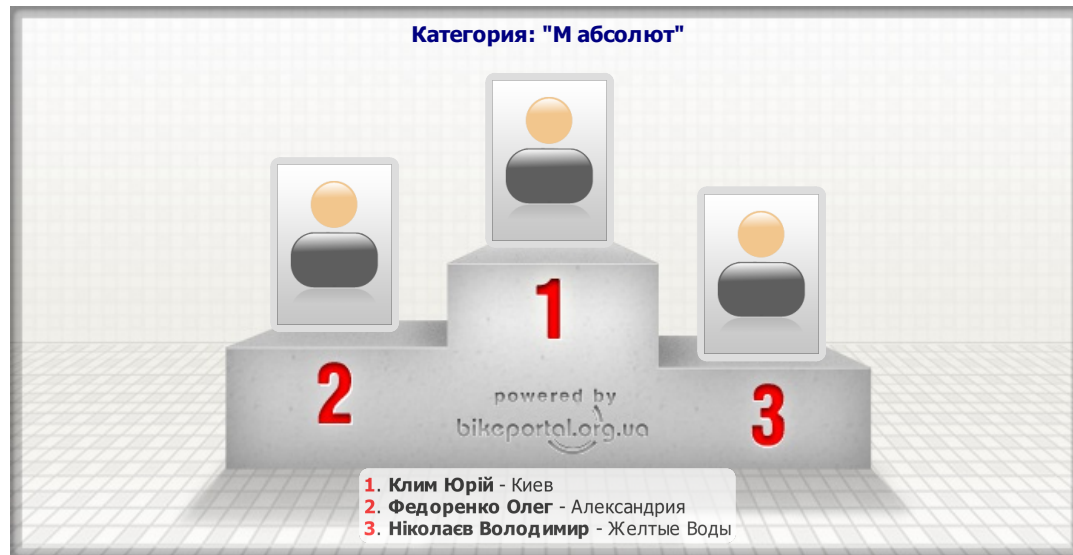 Категория: "М абсолют"
1
2
3
powered by
bikeportal.org.ua
1. Клим Юрій - Киев
2. Федоренко Олег - Александрия
3. Ніколаєв Володимир - Желтые Воды